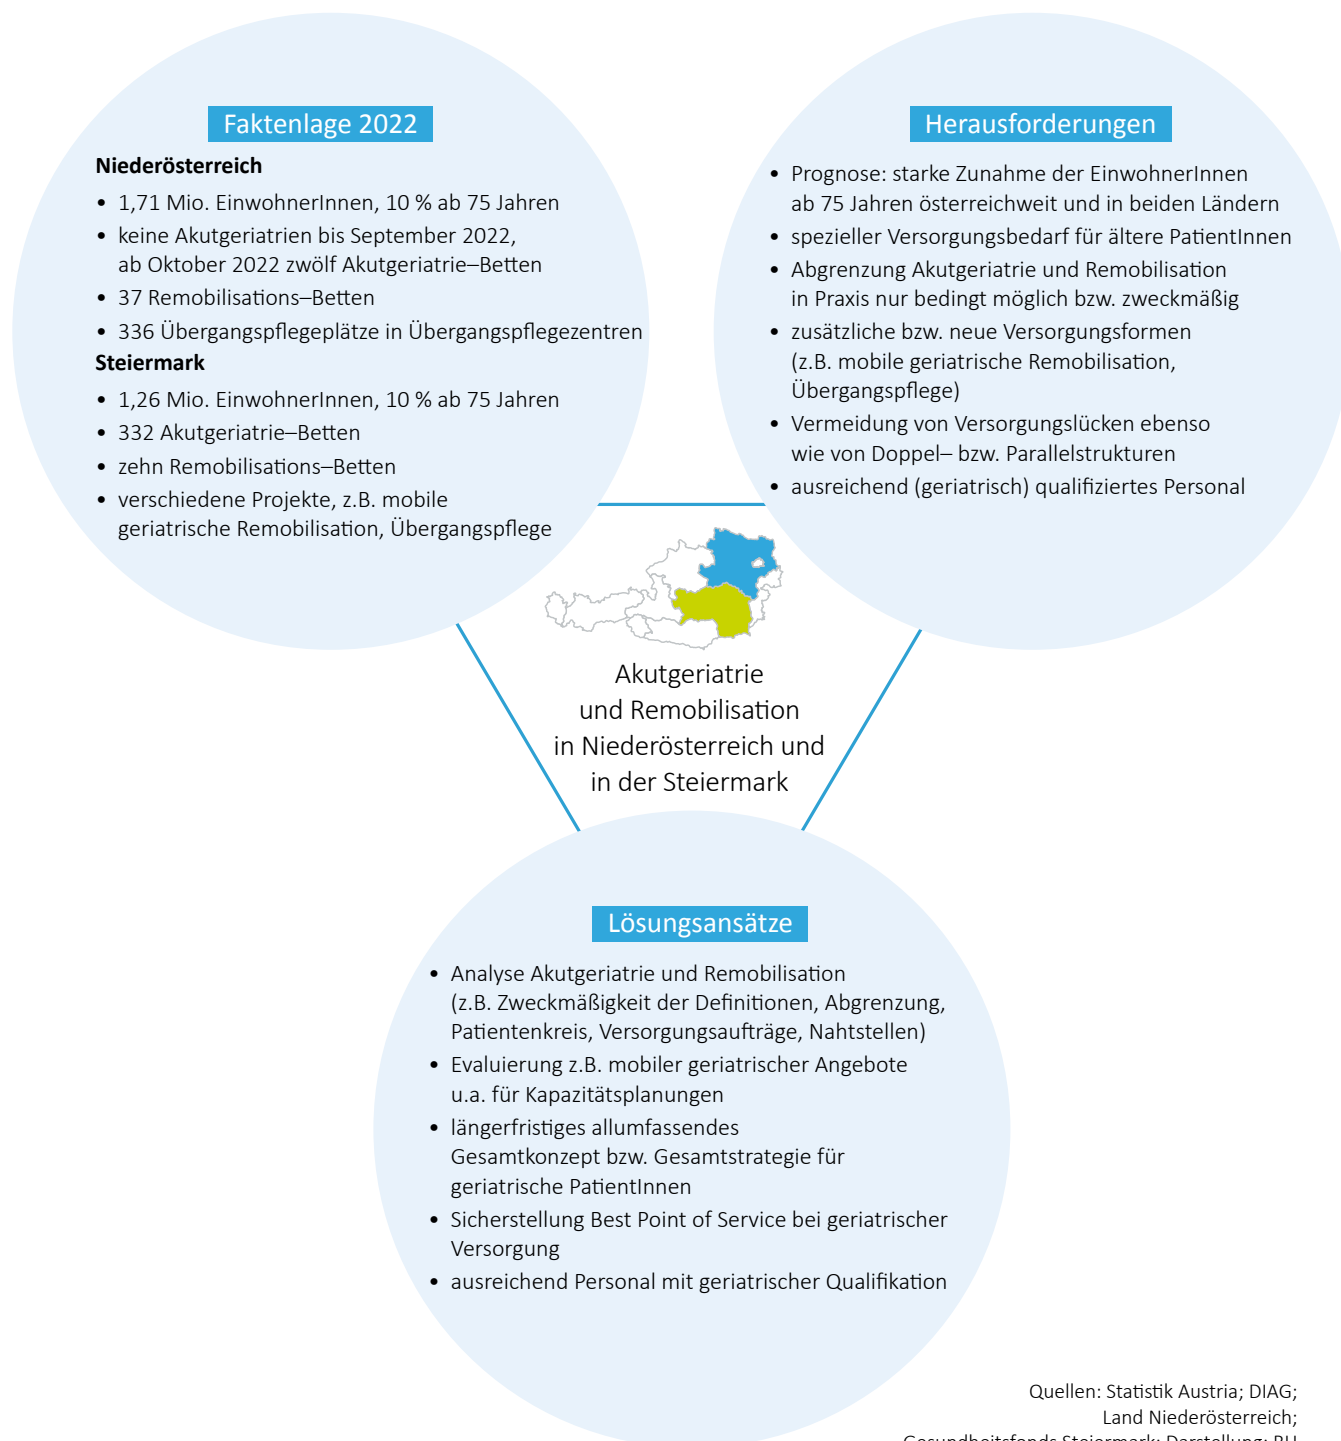 Faktenlage 2022
Niederösterreich
• 1,71 Mio. EinwohnerInnen, 10 % ab 75 Jahren
• keine Akutgeriatrien bis September 2022,
ab Oktober 2022 zwölf Akutgeriatrie–Betten
• 37 Remobilisations–Betten
• 336 Übergangspflegeplätze in Übergangspflegezentren
Steiermark
• 1,26 Mio. EinwohnerInnen, 10 % ab 75 Jahren
• 332 Akutgeriatrie–Betten
• zehn Remobilisations–Betten
• verschiedene Projekte, z.B. mobile
geriatrische Remobilisation, Übergangspflege
Herausforderungen
• Prognose: starke Zunahme der EinwohnerInnen
ab 75 Jahren österreichweit und in beiden Ländern
• spezieller Versorgungsbedarf für ältere PatientInnen
• Abgrenzung Akutgeriatrie und Remobilisation
in Praxis nur bedingt möglich bzw. zweckmäßig
• zusätzliche bzw. neue Versorgungsformen
(z.B. mobile geriatrische Remobilisation,
Übergangspflege)
• Vermeidung von Versorgungslücken ebenso
wie von Doppel– bzw. Parallelstrukturen
• ausreichend (geriatrisch) qualifiziertes Personal
Akutgeriatrie
und Remobilisation
in Niederösterreich und
in der Steiermark
Lösungsansätze
• Analyse Akutgeriatrie und Remobilisation
(z.B. Zweckmäßigkeit der Definitionen, Abgrenzung,
Patientenkreis, Versorgungsaufträge, Nahtstellen)
• Evaluierung z.B. mobiler geriatrischer Angebote
u.a. für Kapazitätsplanungen
• längerfristiges allumfassendes
Gesamtkonzept bzw. Gesamtstrategie für
geriatrische PatientInnen
• Sicherstellung Best Point of Service bei geriatrischer
Versorgung
• ausreichend Personal mit geriatrischer Qualifikation
Quellen: Statistik Austria; DIAG;
Land Niederösterreich;
Gesundheitsfonds Steiermark; Darstellung: RH